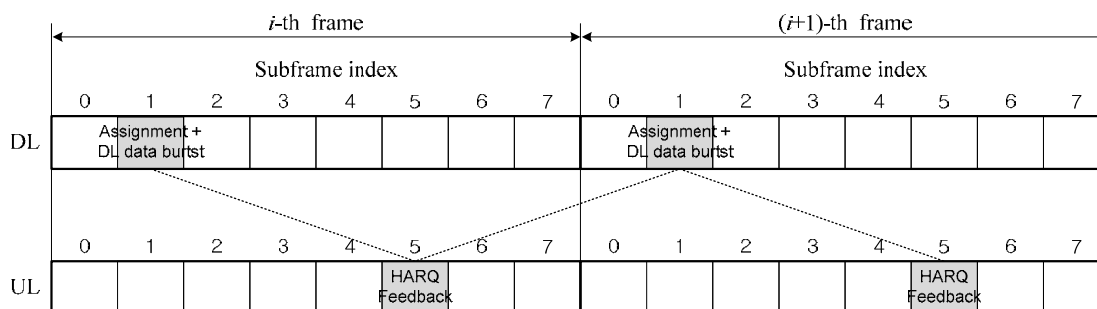 i-th frame (i+1)-th frame
Subframe index Subframe index
0 1 2 3 4 5 6 7 0 1 2 3 4 5 6 7
DL Assignment + Assignment +
DL data burtst DL data burtst
0 1 2 3 4 5 6 7 0 1 2 3 4 5 6 7
UL HARQ HARQ
Feedback Feedback